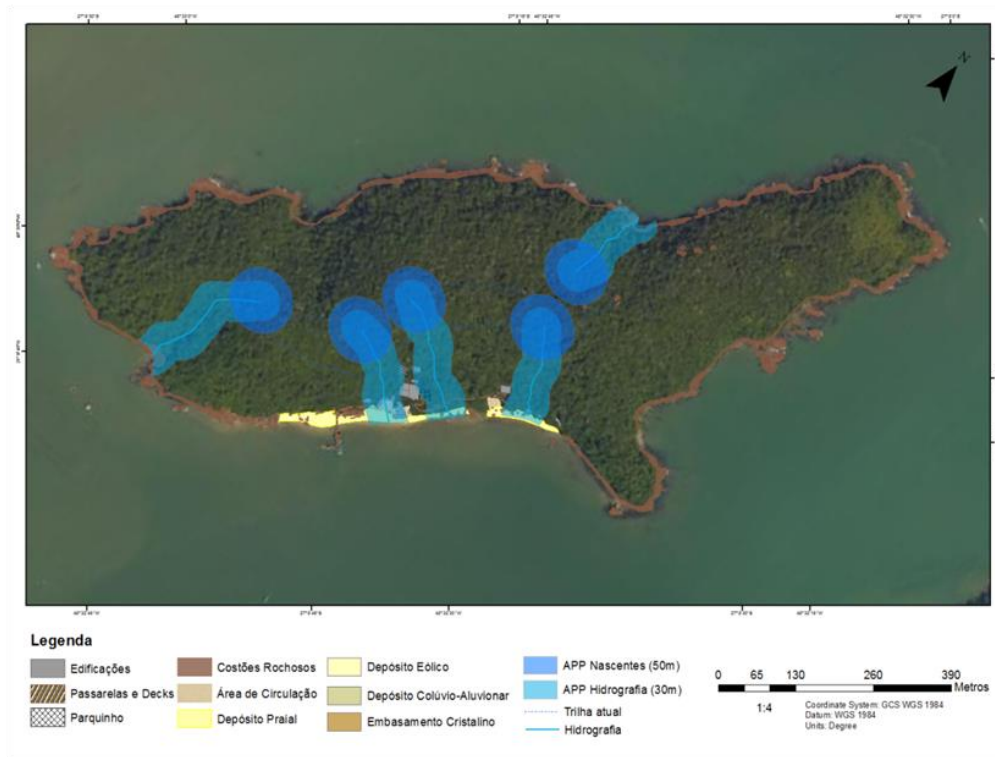 N
Legenda
Edificações
Passarelas e Decks
Parquinho
Costões Rochosos
Área de Circulação
Depósito Praial
Depósito Eólico
Depósito Colúvio-Aluvionar
Embasamento Cristalino
APP Nascentes (50m)
APP Hidrografia (30m)
Trilha atual
Hidrografia
0 65 130 260 390
Metros
1:4
Coordinate System: GCS WGS 1984
Datum: WGS 1984
Units: Degree